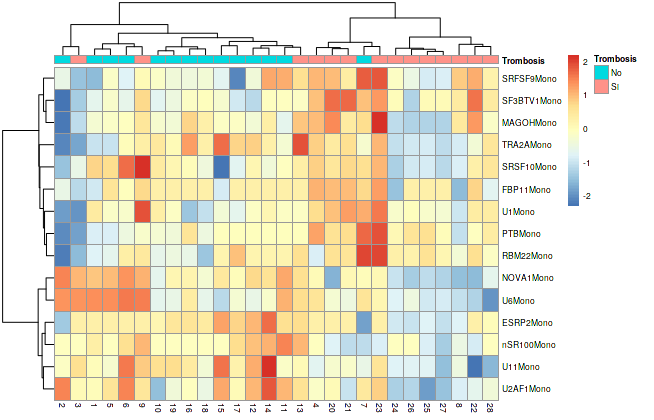 Trombosis
SRFSF9Mono
SF3BTV1Mono
MAGOHMono
TRA2AMono
SRSF10Mono
FBP11Mono
U1Mono
PTBMono
RBM22Mono
NOVA1Mono
U6Mono
ESRP2Mono
nSR100Mono
U11Mono
U2AF1Mono
2 3 1 5 6 9 10 19 16 18 15 17 12 14 11 13 4 20 21 7 23 24 26 25 27 8 22 28
2
1
0
-1
-2
Trombosis
No
SI